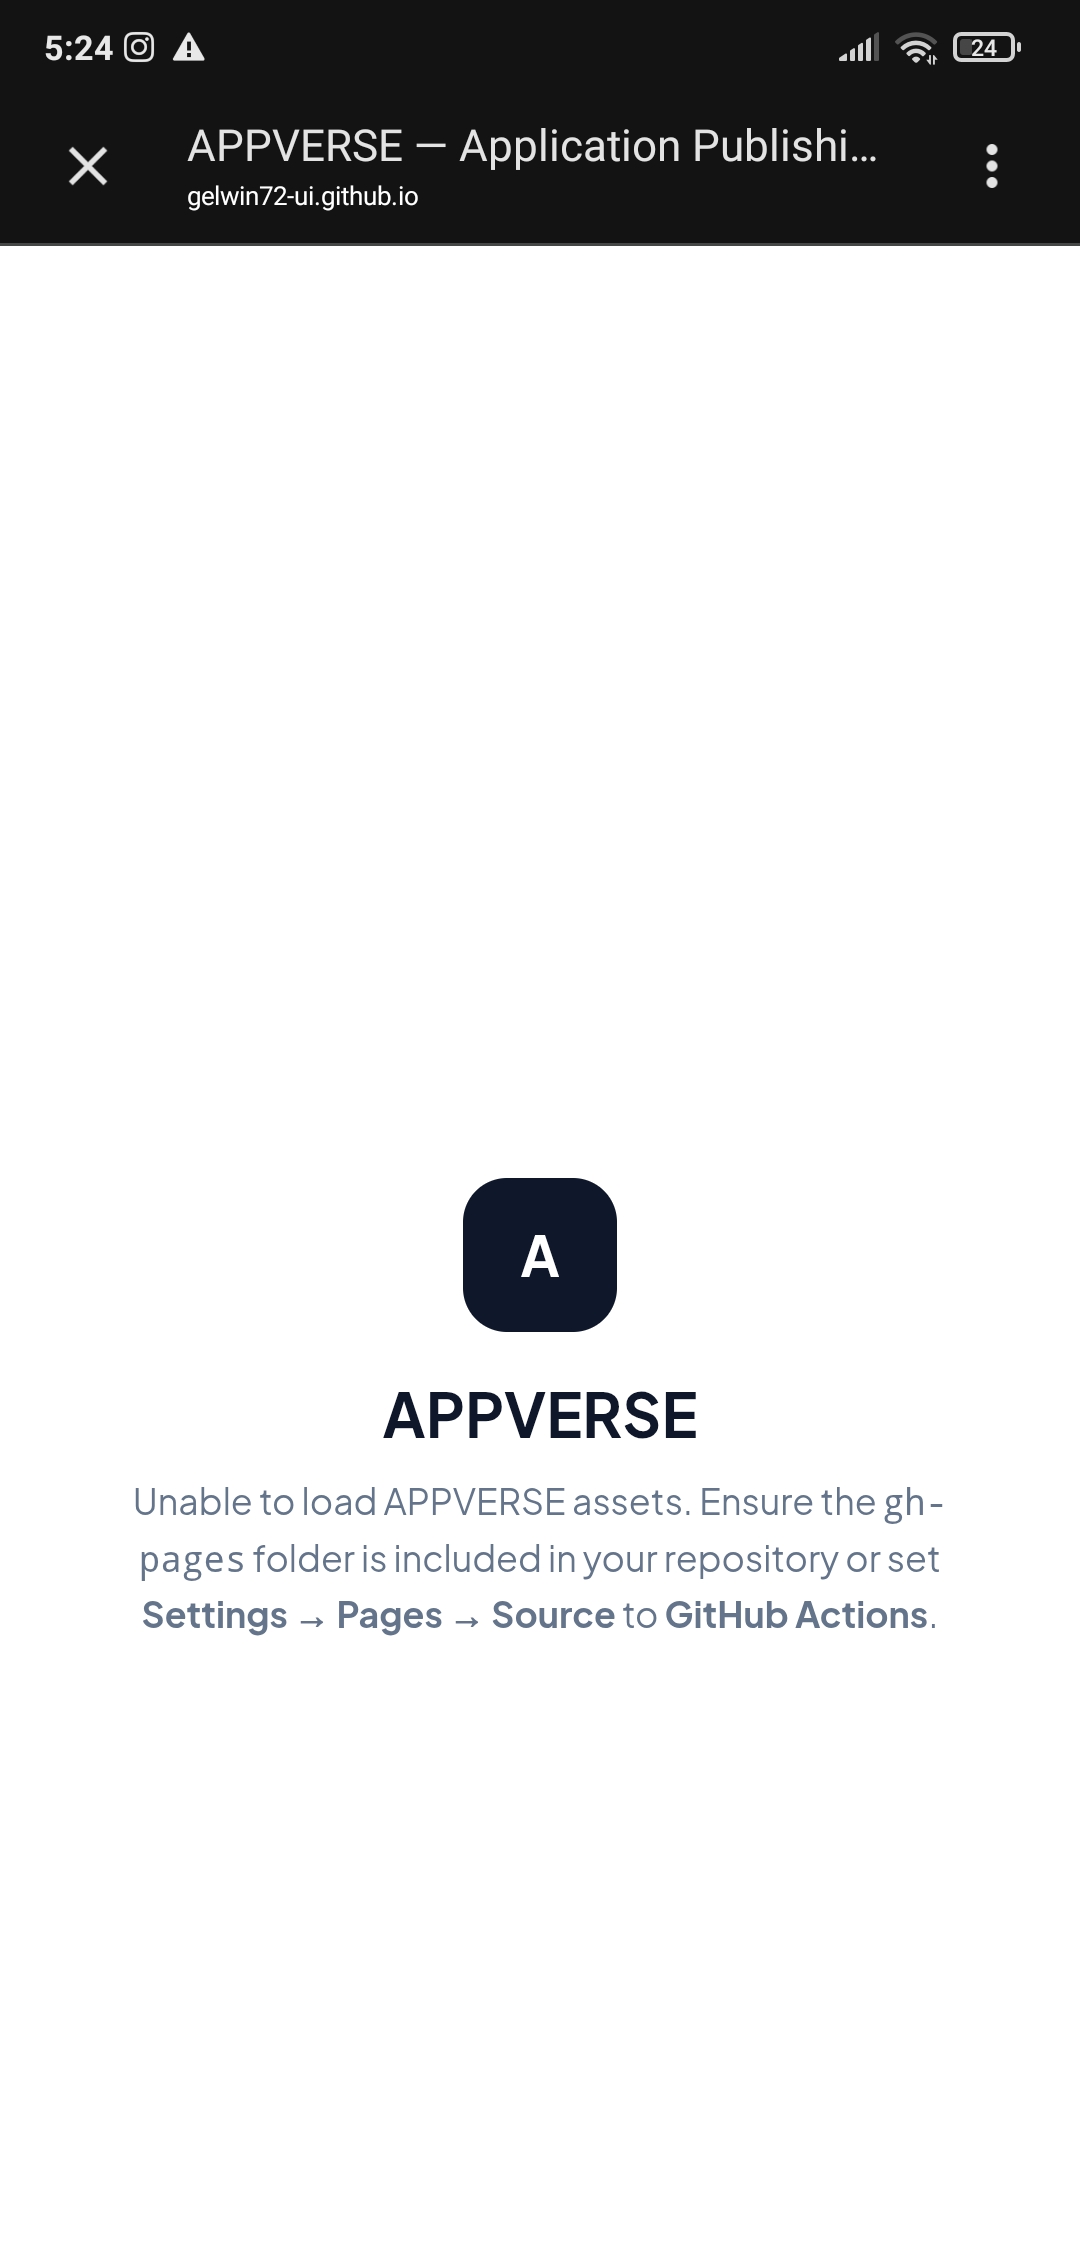 5:24
24
APPVERSE — Application Publishi...
gelwin72-ui.github.io
A
APPVERSE
Unable to load APPVERSE assets. Ensure the gh-
pages folder is included in your repository or set
Settings → Pages → Source to GitHub Actions.